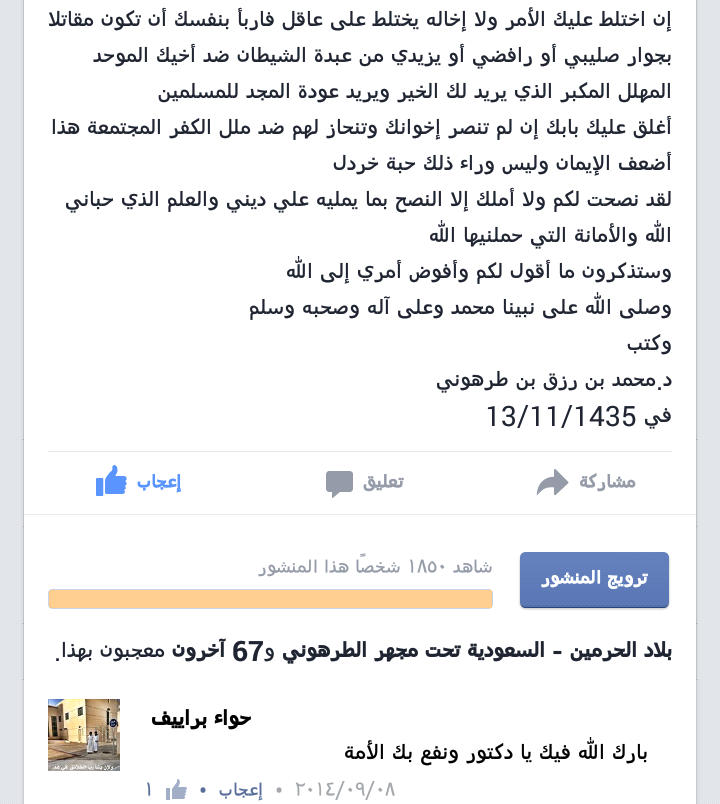 إن اختلط عليك الأمر ولا إخاله يختلط على عاقل فاربأ بنفسك أن تكون مقاتلا
بجوار صليبي أو رافضي أو يزيدي من عبدة الشيطان ضد أخيك الموحد
المهلل المكبر الذي يريد لك الخير ويريد عودة المجد للمسلمين
أغلق عليك بابك إن لم تنصر إخوانك وتنحاز لهم ضد ملل الكفر المجتمعة هذا
أضعف الإيمان وليس وراء ذلك حبة خردل
لقد نصحت لكم ولا أملك إلا النصح بما يمليه علي ديني والعلم الذي حباني
الله والأمانة التي حملنيها الله
وستذكرون ما أقول لكم وأفوض أمري إلى الله
وصلى الله على نبينا محمد وعلى آله وصحبه وسلم
وكتب
د.محمد بن رزق بن طرهوني
في 13/11/1435
مشاركة تعليق إعجاب
ترويج المنشور
شاهد ١٨٥٠ شخصًا هذا المنشور
بلاد الحرمين - السعودية تحت مجهر الطرهوني و67 آخرون معجبون بهذا.
حواء براييف
بارك الله فيك يا دكتور ونفع بك الأمة
٢٠١٤/٠٩/٠٨ • إعجاب • ١